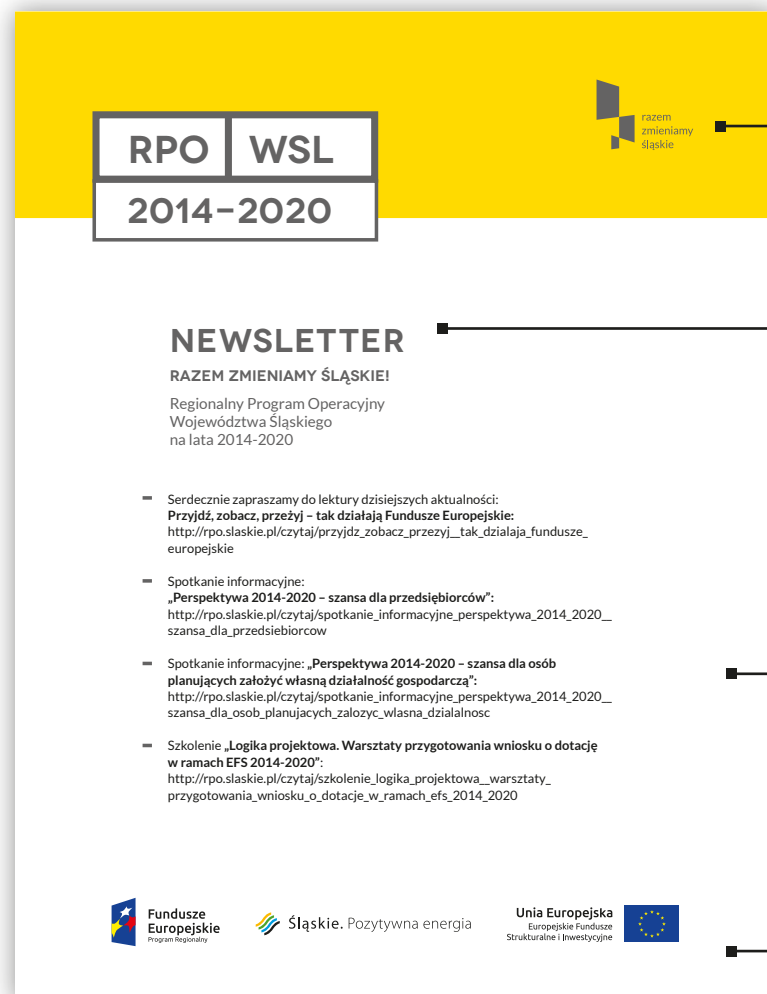 RPO WSL
2014-2020
razem
zmieniamy
śląskie
NEWSLETTER
RAZEM ZMIENIAMY ŚLĄSKIE!
Regionalny Program Operacyjny
Województwa Śląskiego
na lata 2014-2020
– Serdecznie zapraszamy do lektury dzisiejszych aktualności:
Przyjdź, zobacz, przeżyj – tak działają Fundusze Europejskie:
http://rpo.slaskie.pl/czytaj/przyjdz_zobacz_przezyj__tak_dzialaja_fundusze_
europejskie
– Spotkanie informacyjne:
„Perspektywa 2014-2020 – szansa dla przedsiębiorców”:
http://rpo.slaskie.pl/czytaj/spotkanie_informacyjne_perspektywa_2014_2020__
szansa_dla_przedsiebiorcow
– Spotkanie informacyjne: „Perspektywa 2014-2020 – szansa dla osób
planujących założyć własną działalność gospodarczą”:
http://rpo.slaskie.pl/czytaj/spotkanie_informacyjne_perspektywa_2014_2020__
szansa_dla_osob_planujacych_zalozyc_wlasna_dzialalnosc
– Szkolenie „Logika projektowa. Warsztaty przygotowania wniosku o dotację
w ramach EFS 2014-2020”:
http://rpo.slaskie.pl/czytaj/szkolenie_logika_projektowa__warsztaty_
przygotowania_wniosku_o_dotacje_w_ramach_efs_2014_2020
Fundusze
Europejskie
Program Regionalny
Śląskie. Pozytywna energia
Unia Europejska
Europejskie Fundusze
Strukturalne i Inwestycyjne